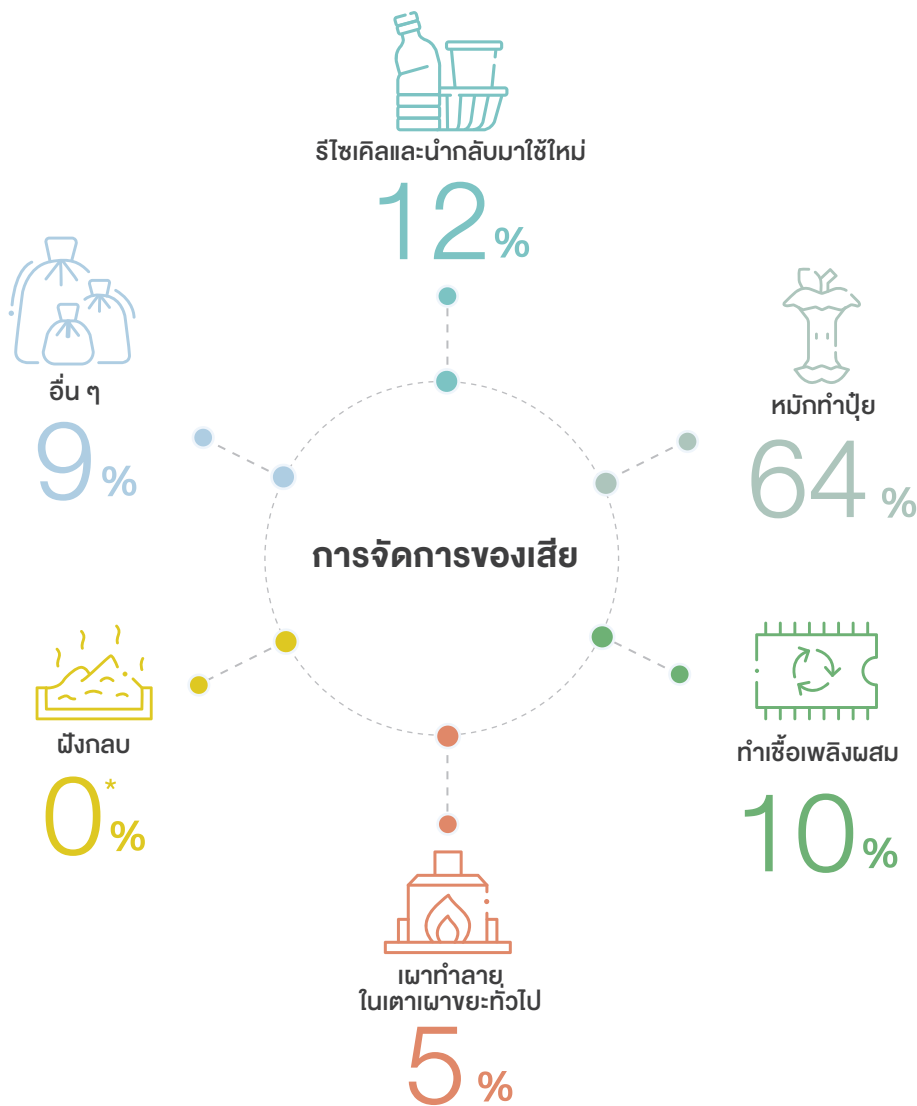 รีไซเคิลและนำกลับมาใช้ใหม่
12 %
อื่น ๆ
9 %
หมักทำปุ๋ย
64 %
การจัดการของเสีย
ฝังกลบ
0* %
ทำเชื้อเพลิงผสม
10 %
เผาทำลาย
ในเตาเผาขยะทั่วไป
5 %